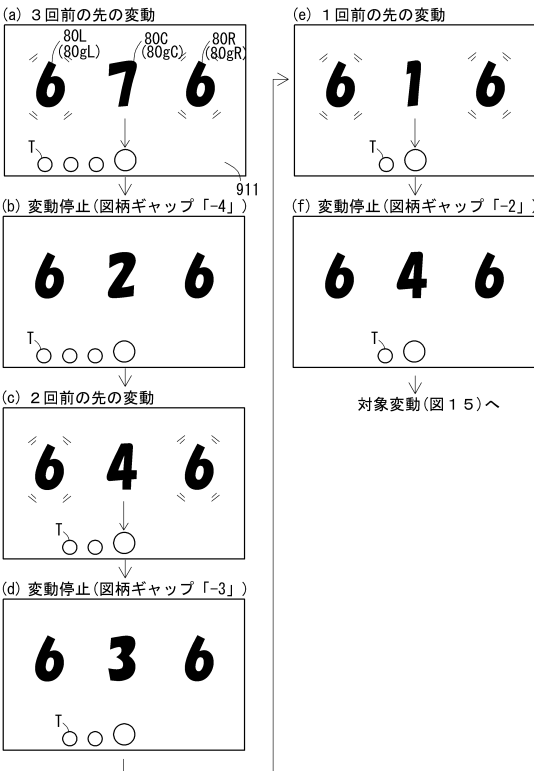 (a) 3回前の先の変動
80L
(80gL)
80C
(80gC)
80R
(80gR)
6 7 6
T
911
(b) 変動停止(図柄ギャップ「-4」)
6 2 6
T
(c) 2回前の先の変動
6 4 6
T
(d) 変動停止(図柄ギャップ「-3」)
6 3 6
T
(e) 1回前の先の変動
6 1 6
T
(f) 変動停止(図柄ギャップ「-2」)
6 4 6
T
対象変動(図15)へ